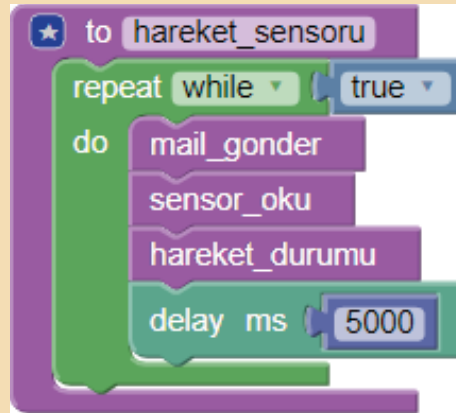 to hareket_sensoru
repeat while true
do mail_gonder
sensor_oku
hareket_durumu
delay ms 5000